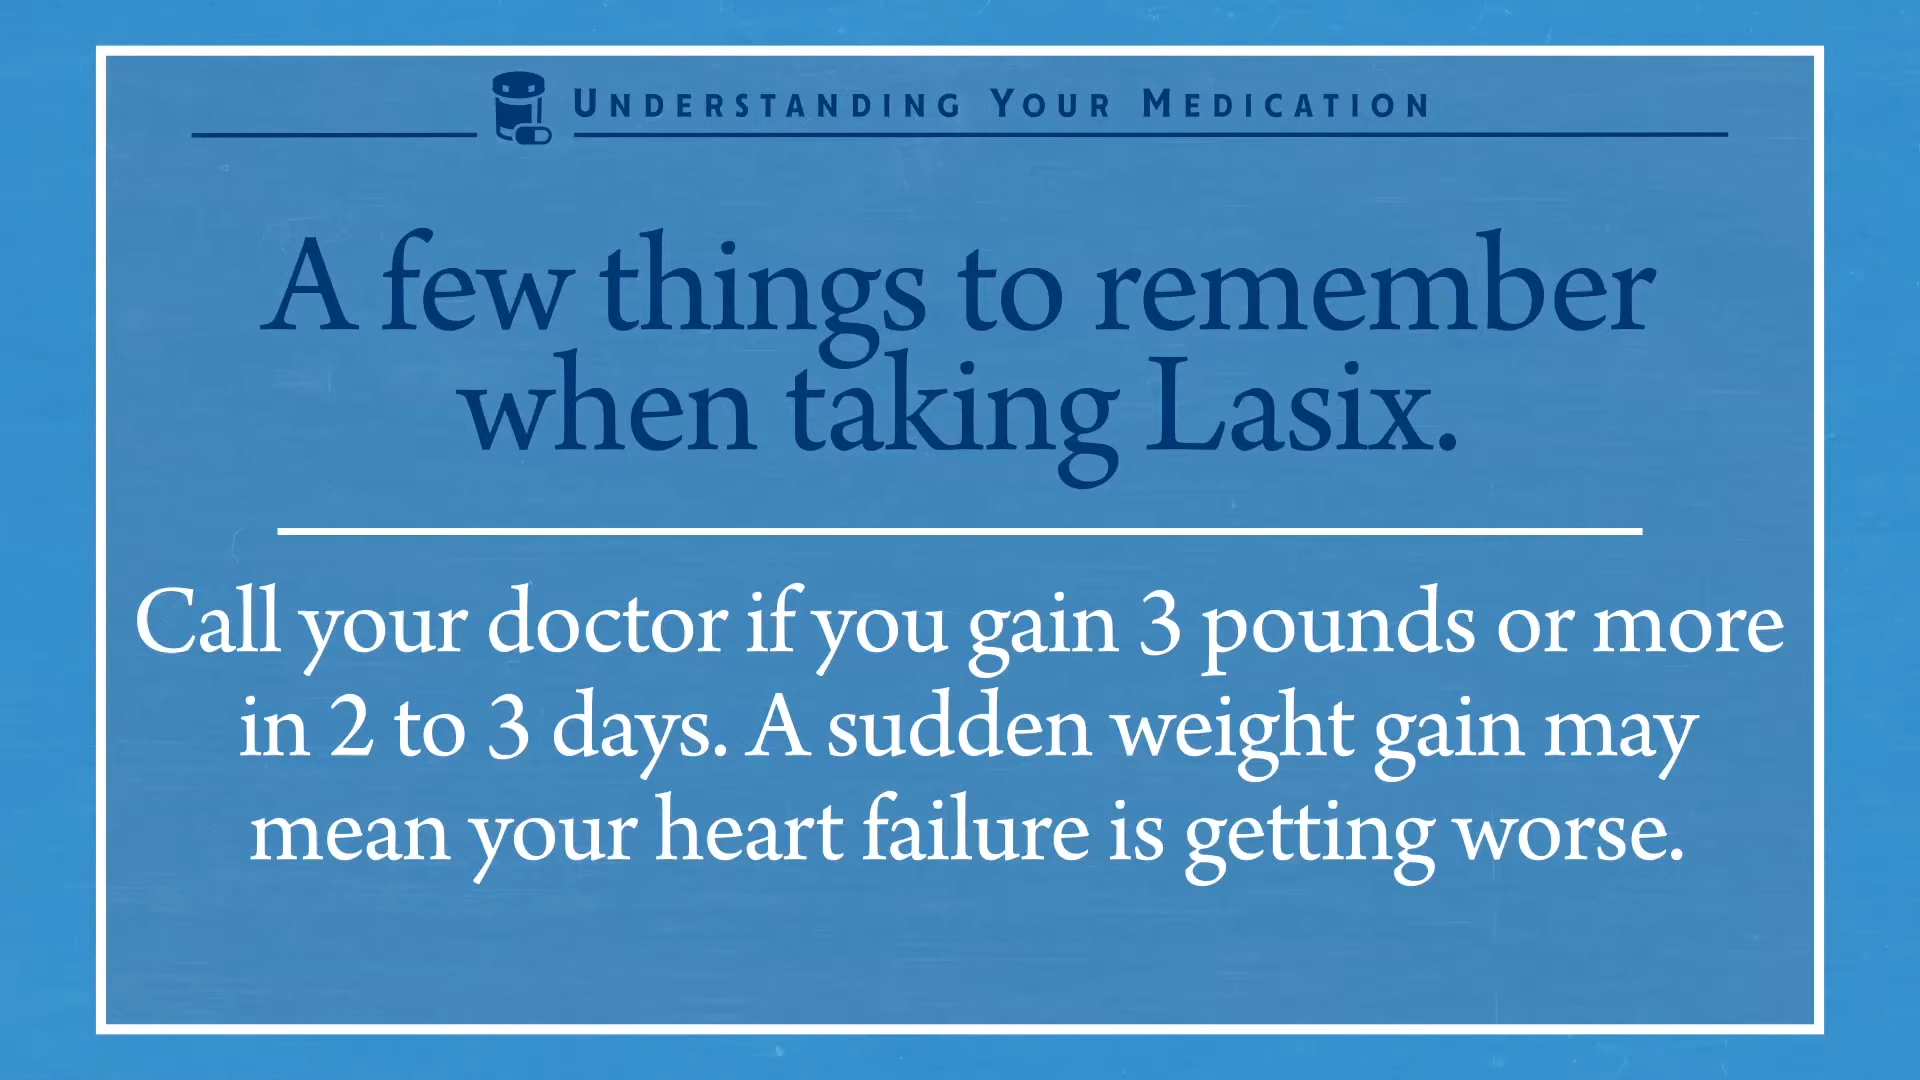 Understanding Your Medication
A few things to remember
when taking Lasix.
Call your doctor if you gain 3 pounds or more
in 2 to 3 days. A sudden weight gain may
mean your heart failure is getting worse.